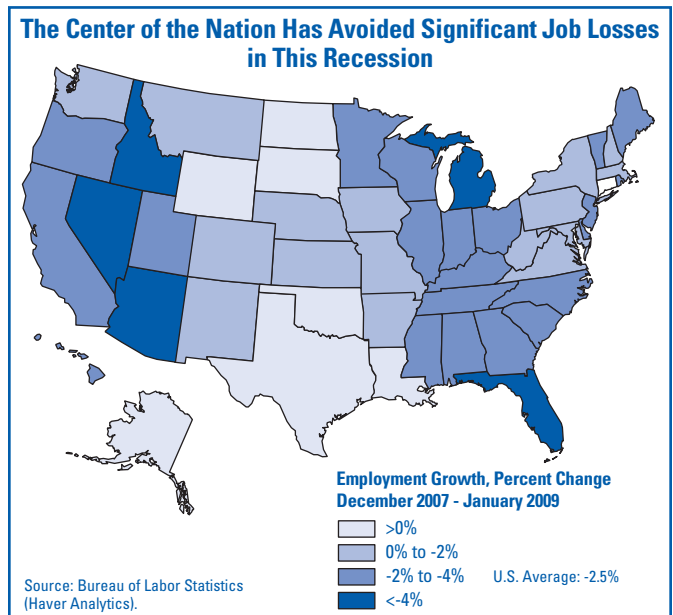 The Center of the Nation Has Avoided Significant Job Losses
in This Recession
Employment Growth, Percent Change
December 2007 - January 2009
>0%
0% to -2%
-2% to -4% U.S. Average: -2.5%
<-4%
Source: Bureau of Labor Statistics
(Haver Analytics).